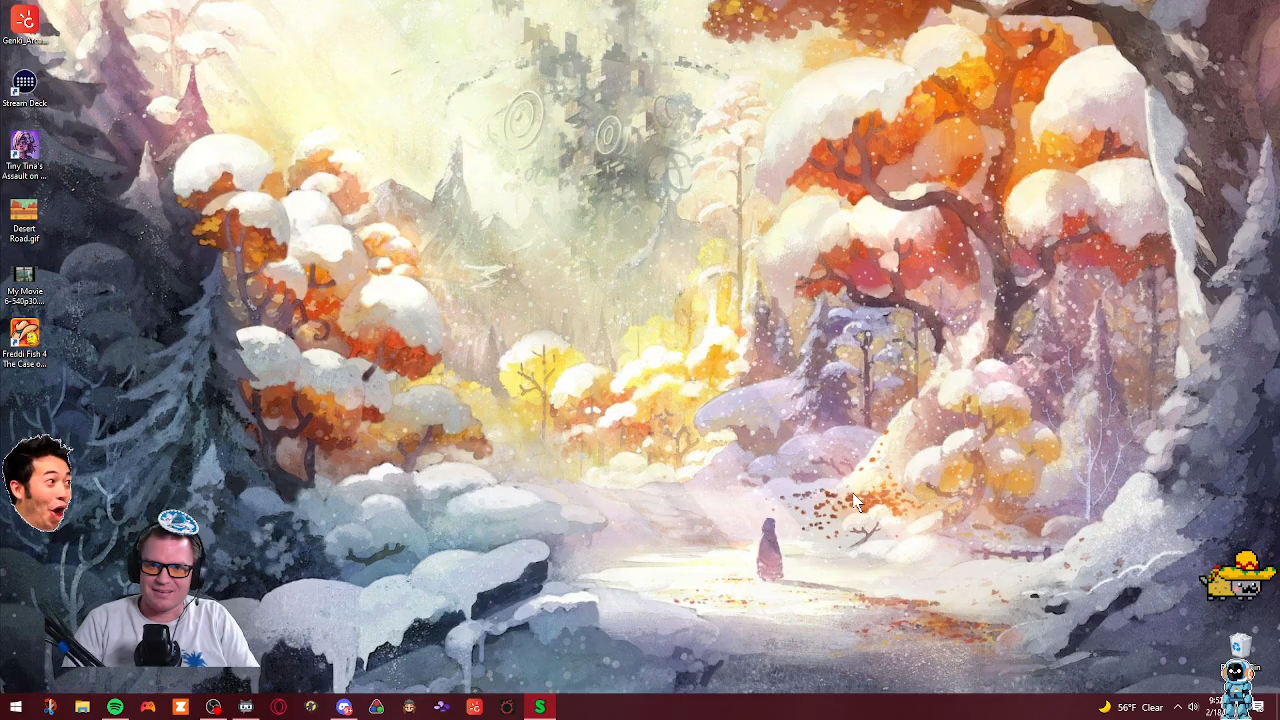 Genki_Arca...
Stream Deck
Tiny Tina's
Assault on ...
Desert
Road.gif
My Movie
6-540p30....
Freddi Fish 4
The Case o...
56°F Clear